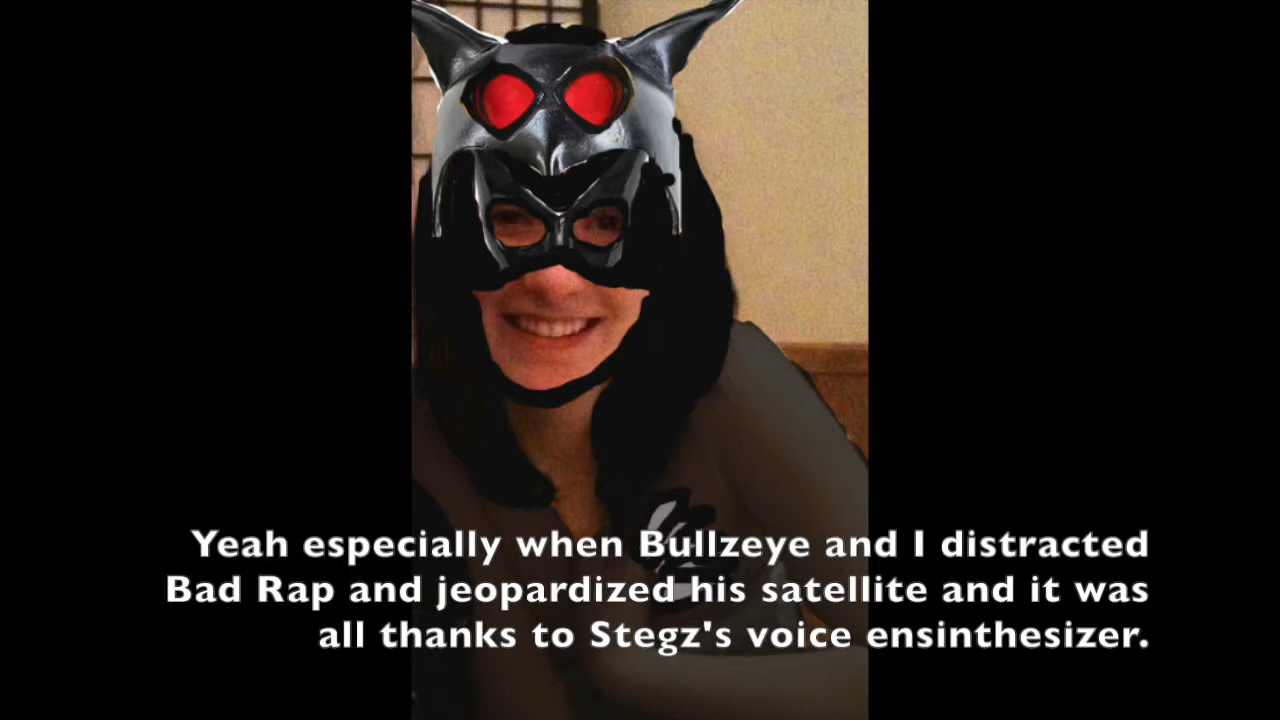 Yeah especially when Bullzeye and I distracted
Bad Rap and jeopardized his satellite and it was
all thanks to Stegz's voice ensinthesizer.